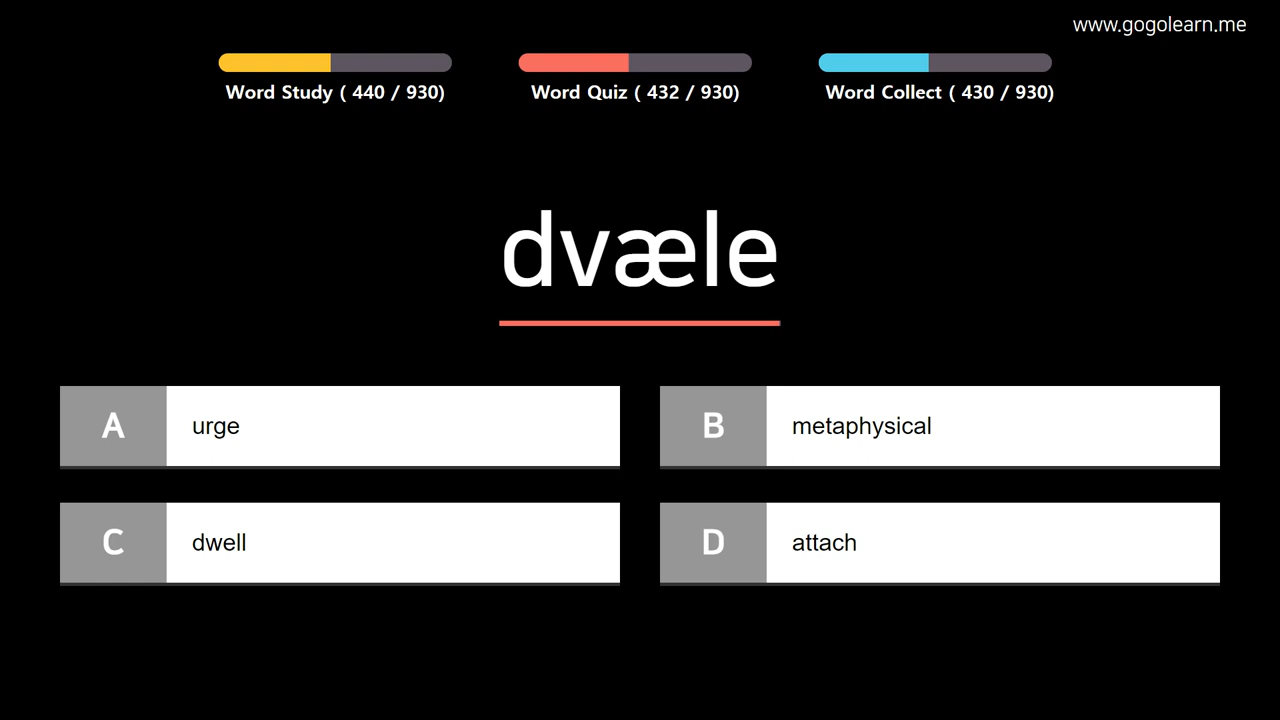 www.gogolearn.me
Word Study ( 440 / 930)
Word Quiz ( 432 / 930)
Word Collect ( 430 / 930)
dvæle
A urge
B metaphysical
C dwell
D attach